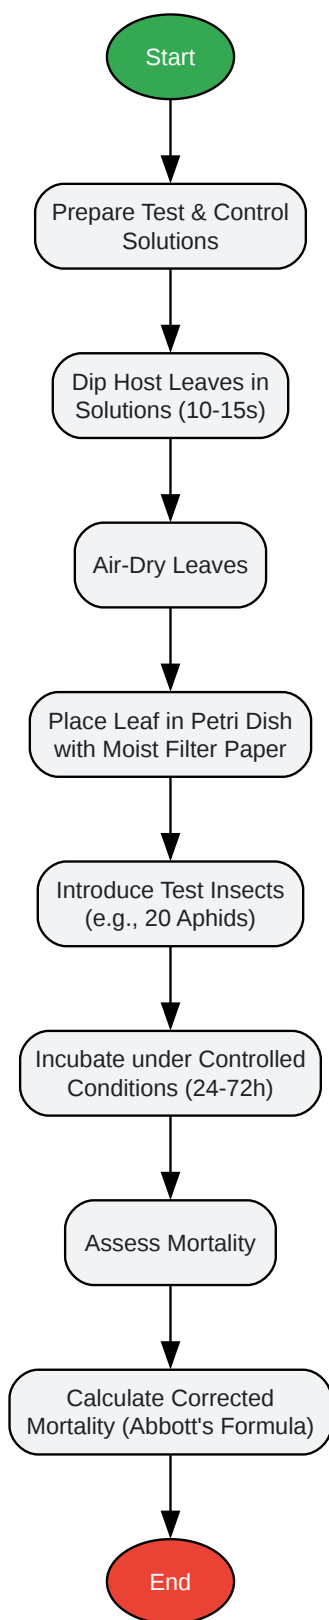 Start
Prepare Test & Control
Solutions
Dip Host Leaves in
Solutions (10-15s)
Air-Dry Leaves
Place Leaf in Petri Dish
with Moist Filter Paper
Introduce Test Insects
(e.g., 20 Aphids)
Incubate under Controlled
Conditions (24-72h)
Assess Mortality
Calculate Corrected
Mortality (Abbott's Formula)
End